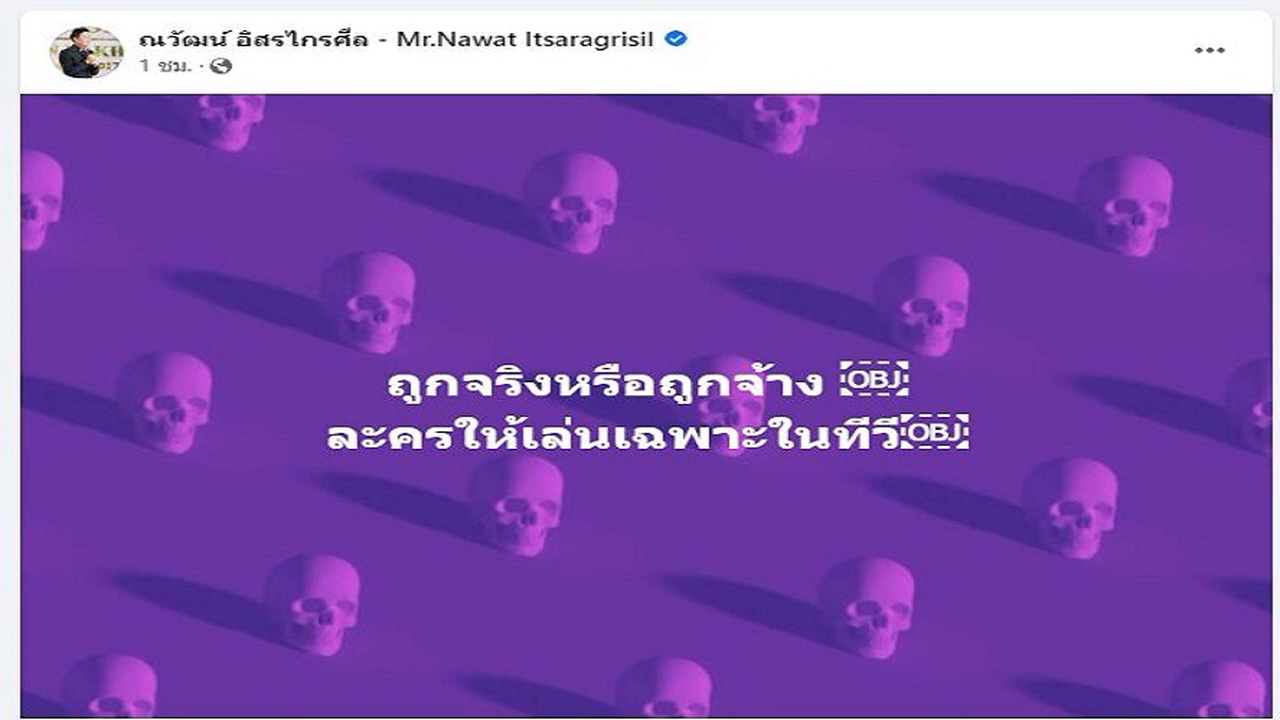 ณวัฒน์ อิสรไกรศีล - Mr.Nawat Itsaragrisil
1 ชม. ·
ถูกจริงหรือถูกจ้าง OBJ
ละครให้เล่นเฉพาะในทีวีOBJ